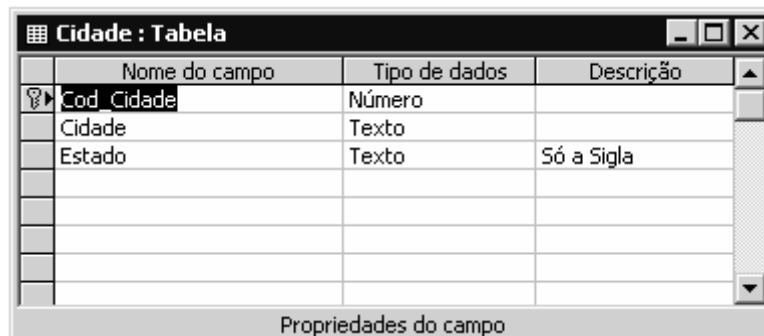 Cidade : Tabela
Nome do campo Tipo de dados Descrição
Cod_Cidade Número
Cidade Texto
Estado Texto Só a Sigla
Propriedades do campo